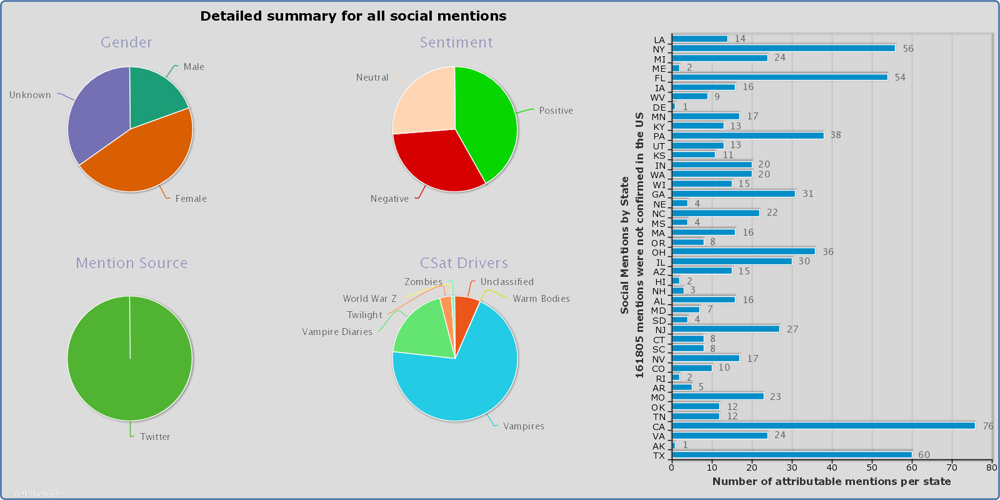 Detailed summary for all social mentions
Gender
Male
Unknown
Female
Sentiment
Neutral
Positive
Negative
Mention Source
Twitter
CSat Drivers
Zombies
Unclassified
World War Z
Warm Bodies
Twilight
Vampire Diaries
Vampires
Social Mentions by State
161805 mentions were not confirmed in the US
LA 14
NY 56
MI 24
ME 2
FL 54
IA 16
WV 9
DE 1
MN 17
KY 13
PA 38
UT 13
KS 11
IN 20
WA 20
WI 15
GA 31
NE 4
NC 22
MS 4
MA 16
OR 8
OH 36
IL 30
AZ 15
HI 2
NH 3
AL 16
MD 7
SD 4
NJ 27
CT 8
SC 8
NV 17
CO 10
RI 2
AR 5
MO 23
OK 12
TN 12
CA 76
VA 24
AK 1
TX 60
0 10 20 30 40 50 60 70 80
Number of attributable mentions per state
Argus Insights